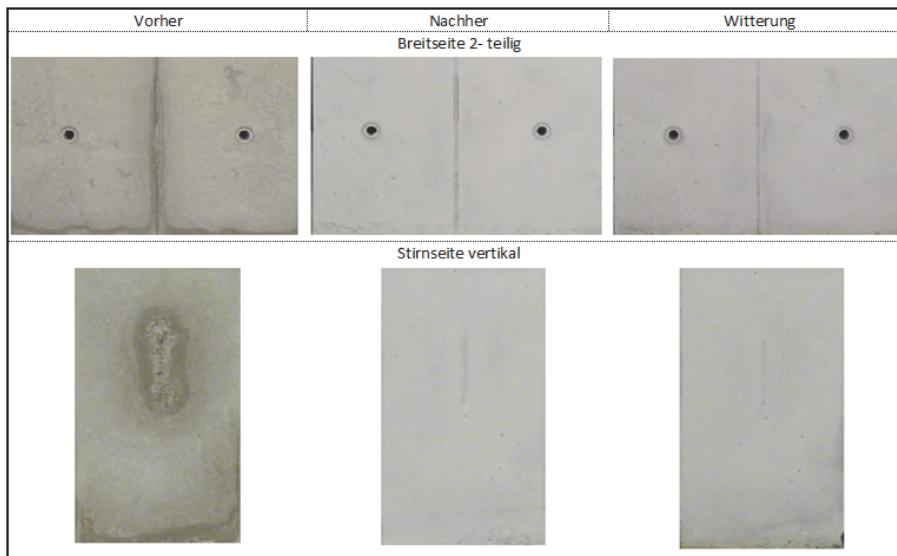 Vorher Nachher Witterung
Breitseite 2- teilig
Stirnseite vertikal